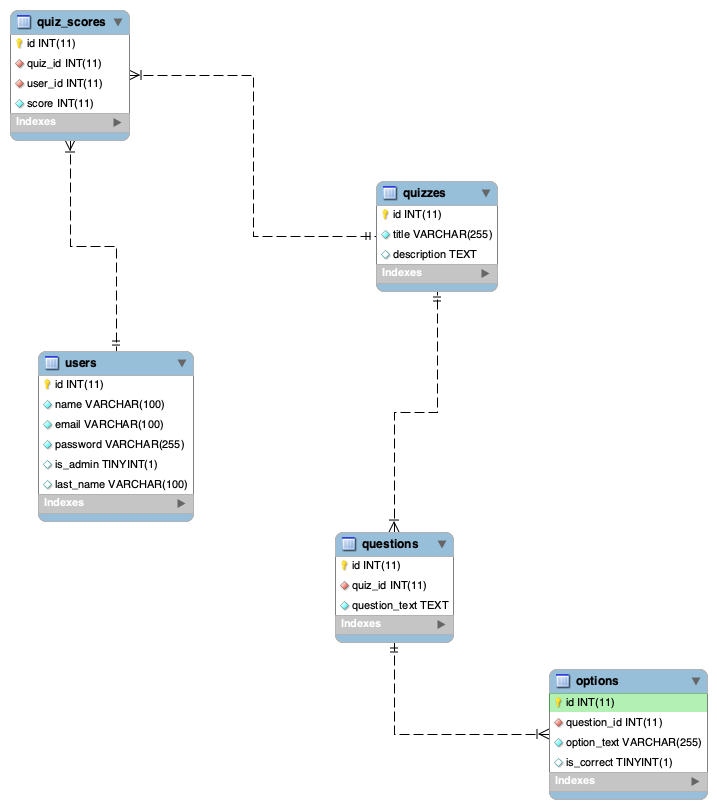 quiz_scores
id INT(11)
quiz_id INT(11)
user_id INT(11)
score INT(11)
Indexes
quizzes
id INT(11)
title VARCHAR(255)
description TEXT
Indexes
users
id INT(11)
name VARCHAR(100)
email VARCHAR(100)
password VARCHAR(255)
is_admin TINYINT(1)
last_name VARCHAR(100)
Indexes
questions
id INT(11)
quiz_id INT(11)
question_text TEXT
Indexes
options
id INT(11)
question_id INT(11)
option_text VARCHAR(255)
is_correct TINYINT(1)
Indexes